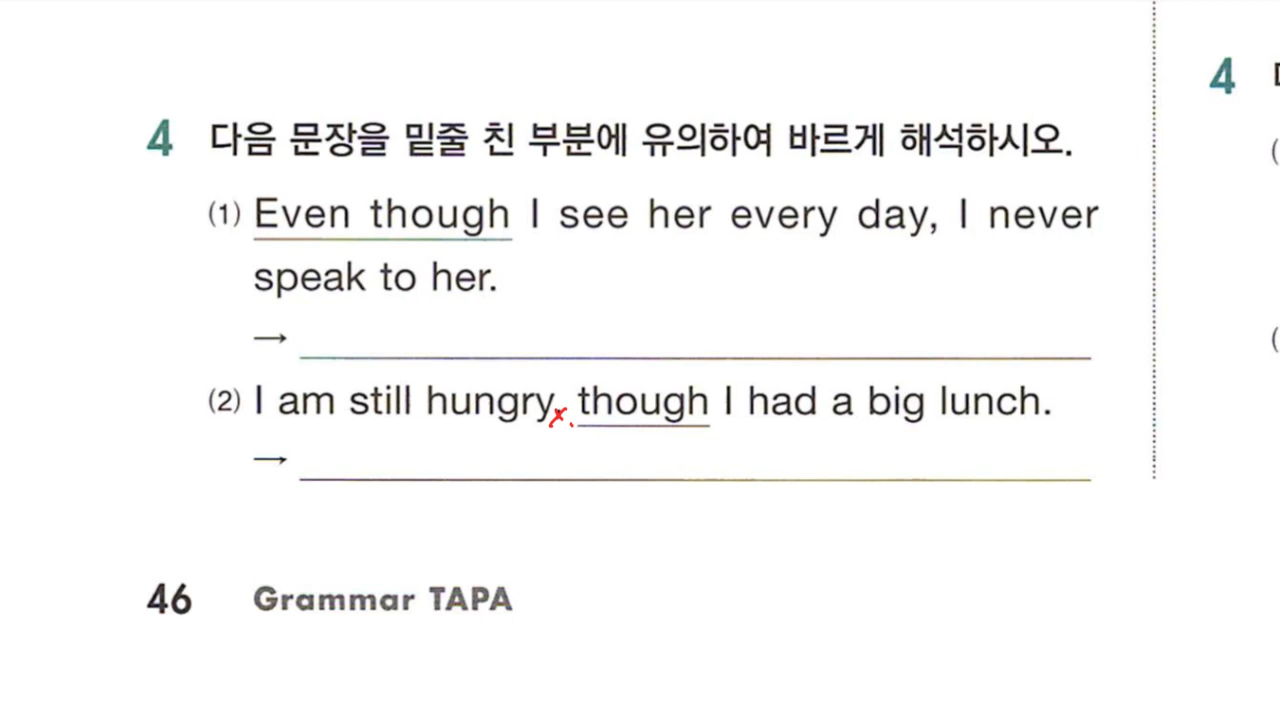 4 다음 문장을 밑줄 친 부분에 유의하여 바르게 해석하시오.
4
(1) Even though I see her every day, I never
speak to her.
→
(2) I am still hungry, though I had a big lunch.
→
46 Grammar TAPA